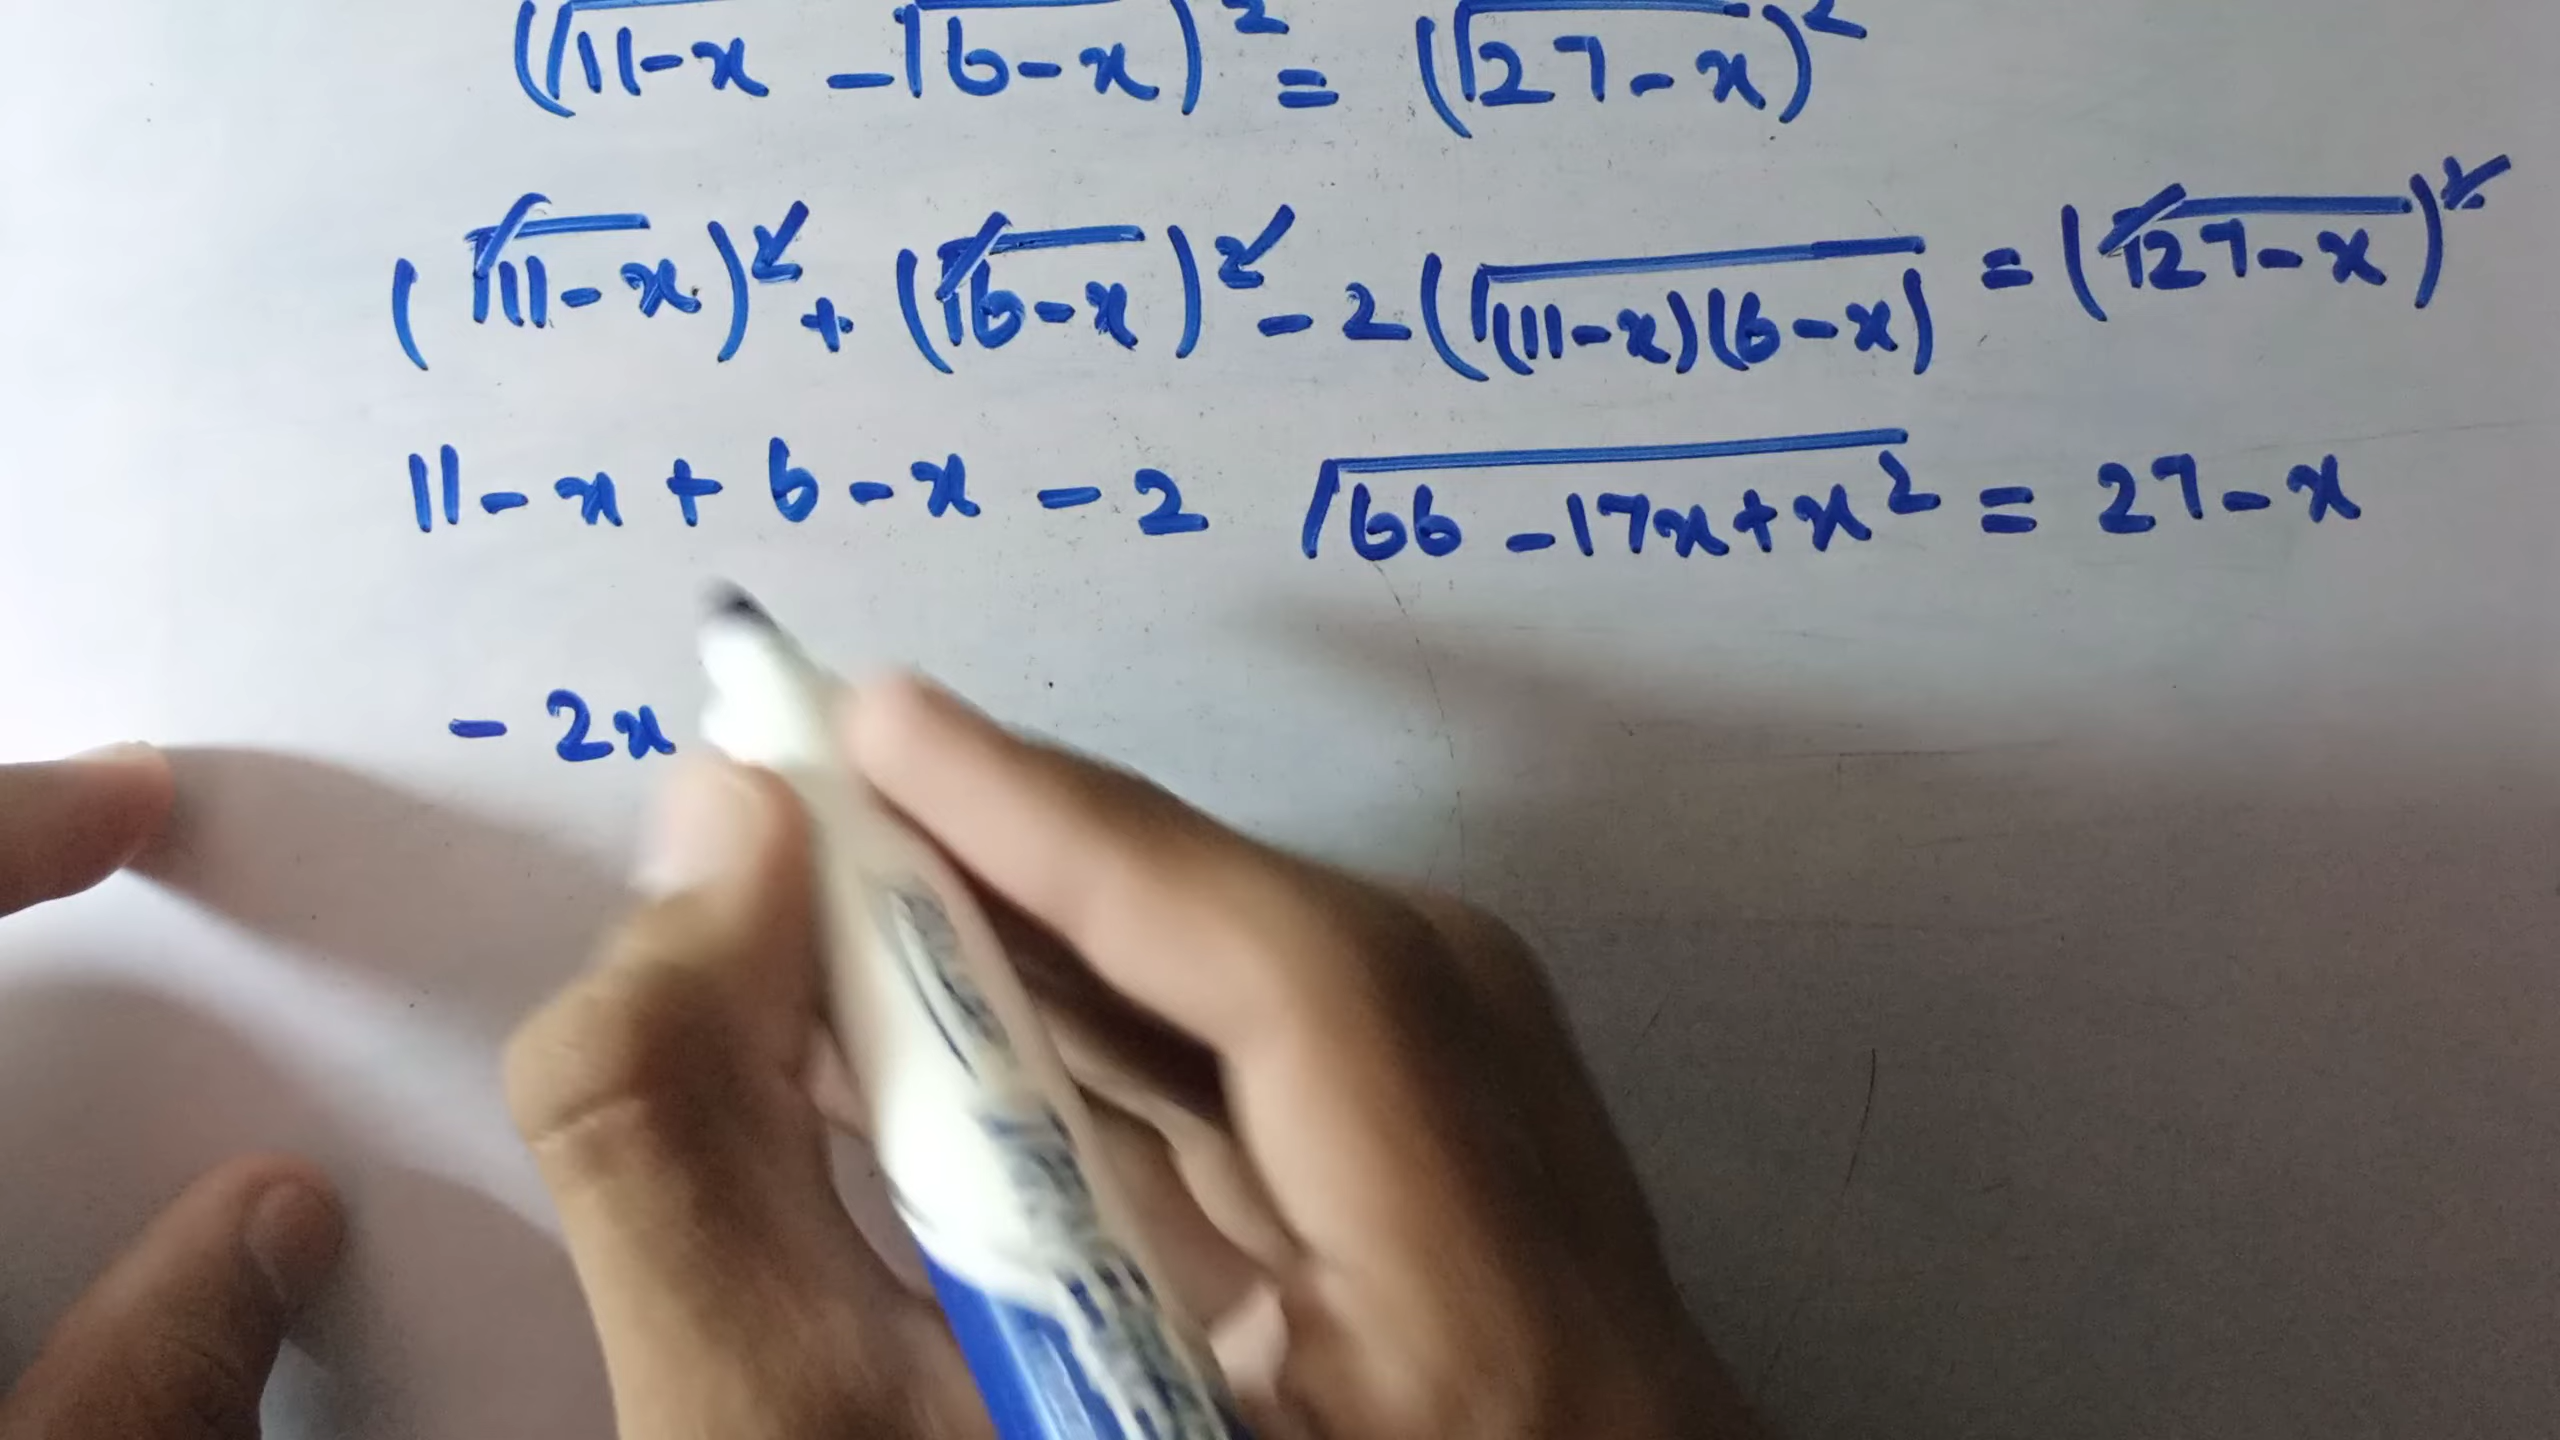 (√11-x - √6-x)² = (√27-x)²
(√11-x)² + (√6-x)² - 2(√(11-x)(6-x)) = (√27-x)²
11-x + 6-x - 2 √66-17x+x² = 27-x
- 2x